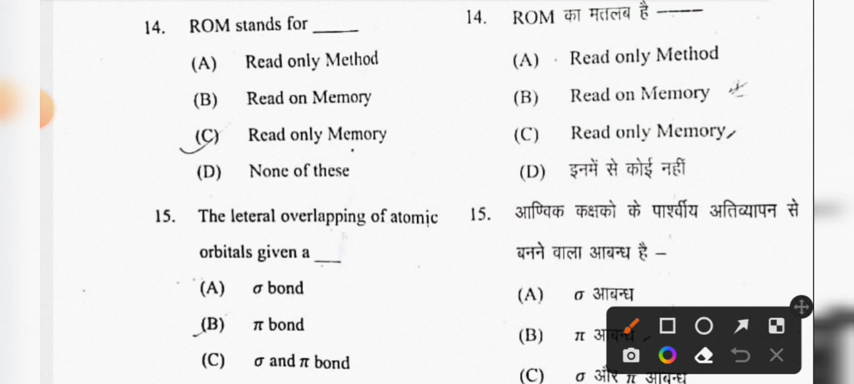 14. ROM stands for ____
(A) Read only Method
(B) Read on Memory
(C) Read only Memory
(D) None of these
15. The leteral overlapping of atomic
orbitals given a ___
(A) σ bond
(B) π bond
(C) σ and π bond
14. ROM का मतलब है ----
(A) Read only Method
(B) Read on Memory
(C) Read only Memory
(D) इनमें से कोई नहीं
15. आण्विक कक्षको के पार्श्वीय अतिव्यापन से
बनने वाला आबन्ध है –
(A) σ आबन्ध
(B) π
(C) σ और π आबन्ध